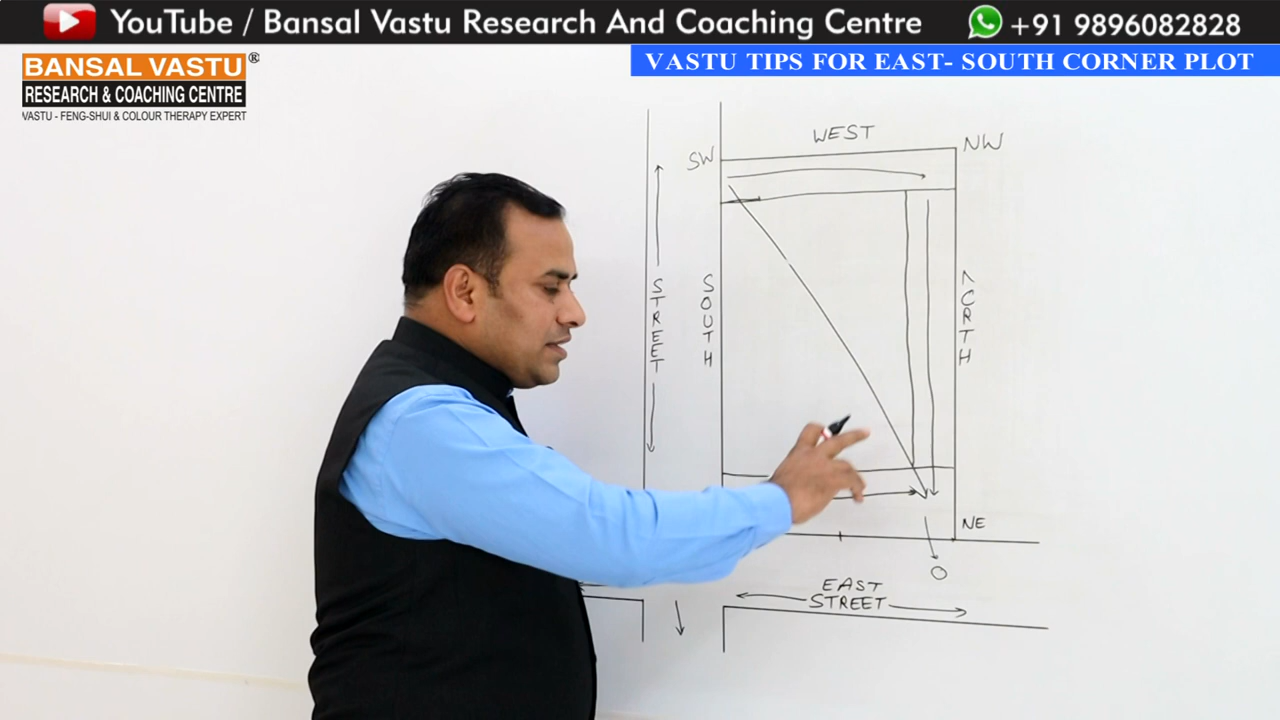 YouTube / Bansal Vastu Research And Coaching Centre
+91 9896082828
BANSAL VASTU®
RESEARCH & COACHING CENTRE
VASTU - FENG-SHUI & COLOUR THERAPY EXPERT
VASTU TIPS FOR EAST- SOUTH CORNER PLOT
WEST
SW
NW
STREET
SOUTH
NORTH
NE
EAST
STREET
O